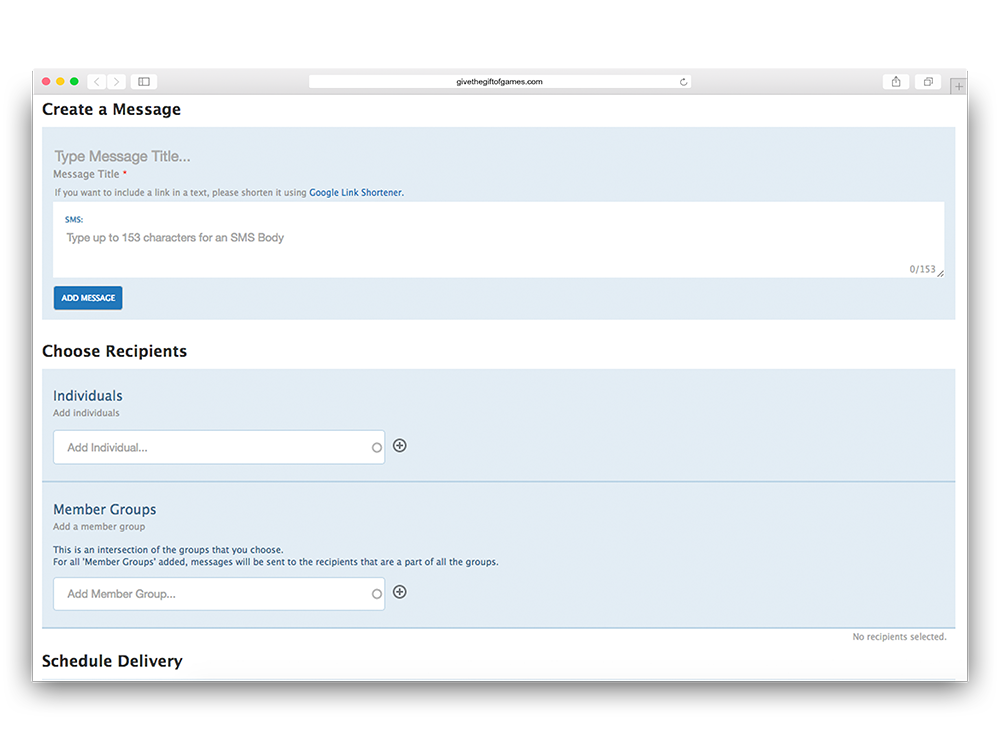 givethegiftofgames.com
Create a Message
Type Message Title...
Message Title *
If you want to include a link in a text, please shorten it using Google Link Shortener.
SMS:
Type up to 153 characters for an SMS Body
0/153
ADD MESSAGE
Choose Recipients
Individuals
Add individuals
Add Individual...
Member Groups
Add a member group
This is an intersection of the groups that you choose.
For all 'Member Groups' added, messages will be sent to the recipients that are a part of all the groups.
Add Member Group...
No recipients selected.
Schedule Delivery